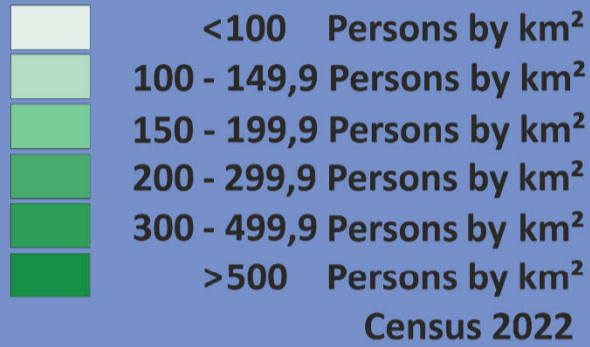 <100 Persons by km²
100 - 149,9 Persons by km²
150 - 199,9 Persons by km²
200 - 299,9 Persons by km²
300 - 499,9 Persons by km²
>500 Persons by km²
Census 2022